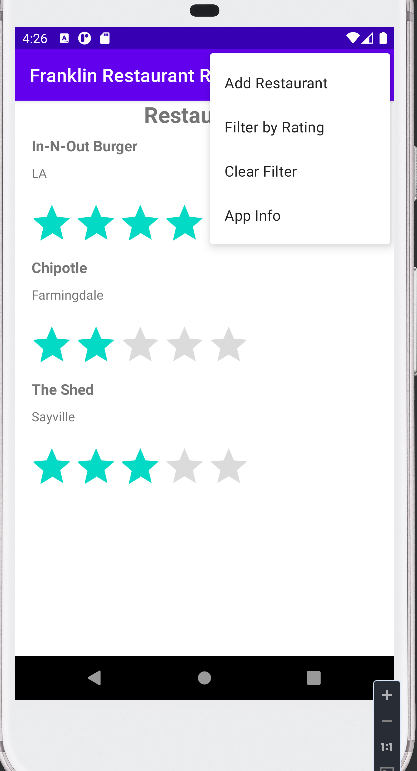 4:26
Franklin Restaurant R
Add Restaurant
Filter by Rating
Clear Filter
App Info
Restau
In-N-Out Burger
LA
Chipotle
Farmingdale
The Shed
Sayville
1:1